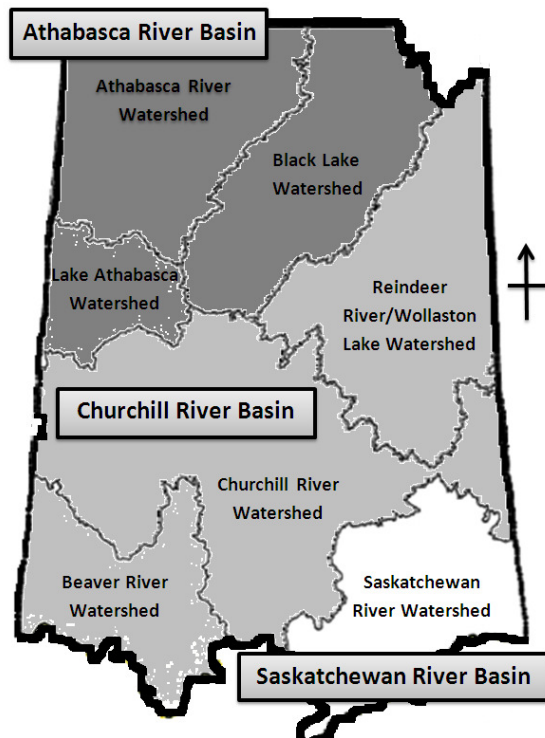 Athabasca River Basin
Athabasca River
Watershed
Black Lake
Watershed
Lake Athabasca
Watershed
Reindeer
River/Wollaston
Lake Watershed
Churchill River Basin
Churchill River
Watershed
Beaver River
Watershed
Saskatchewan
River Watershed
Saskatchewan River Basin